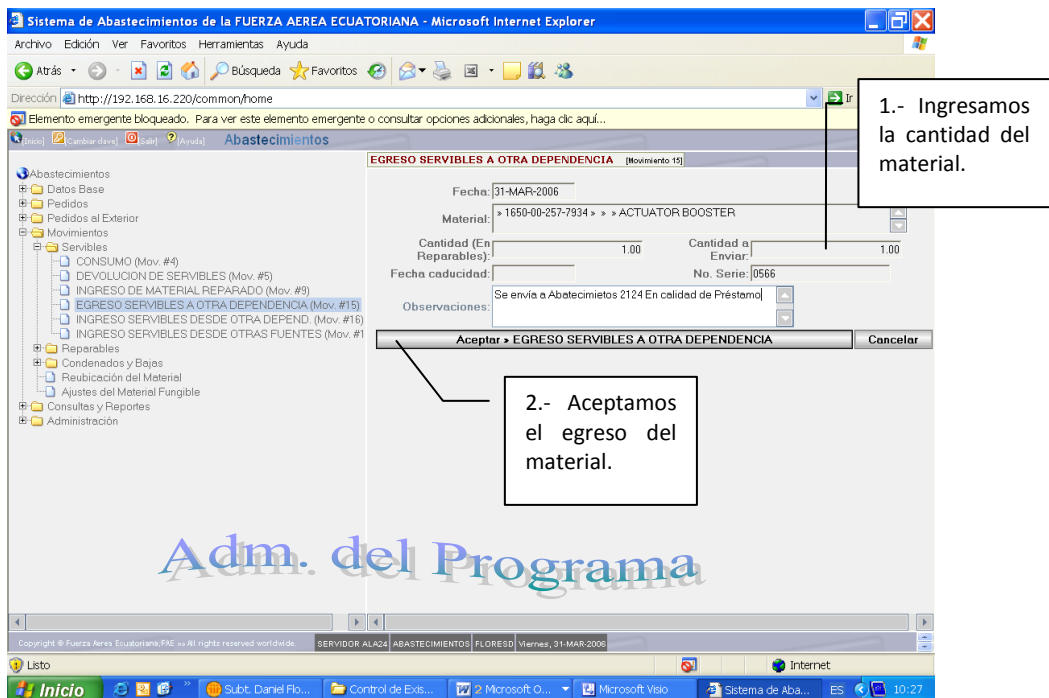 Sistema de Abastecimientos de la FUERZA AEREA ECUATORIANA - Microsoft Internet Explorer
Archivo Edición Ver Favoritos Herramientas Ayuda
Atrás Búsqueda Favoritos
Dirección http://192.168.16.220/common/home Ir
Elemento emergente bloqueado. Para ver este elemento emergente o consultar opciones adicionales, haga clic aquí...
[Inicio] [Cambiar clave] [Salir] [Ayuda] Abastecimientos
EGRESO SERVIBLES A OTRA DEPENDENCIA [Movimiento 15]
Abastecimientos
Datos Base
Pedidos
Pedidos al Exterior
Movimientos
Servibles
CONSUMO (Mov. #4)
DEVOLUCION DE SERVIBLES (Mov. #5)
INGRESO DE MATERIAL REPARADO (Mov. #9)
EGRESO SERVIBLES A OTRA DEPENDENCIA (Mov. #15)
INGRESO SERVIBLES DESDE OTRA DEPEND. (Mov. #16)
INGRESO SERVIBLES DESDE OTRAS FUENTES (Mov. #1
Reparables
Condenados y Bajas
Reubicación del Material
Ajustes del Material Fungible
Consultas y Reportes
Administración
Fecha: 31-MAR-2006
Material: » 1650-00-257-7934 » » » ACTUATOR BOOSTER
Cantidad (En Reparables): 1.00 Cantidad a Enviar: 1.00
Fecha caducidad: No. Serie: 0566
Observaciones: Se envía a Abatecimietos 2124 En calidad de Préstamo
Aceptar » EGRESO SERVIBLES A OTRA DEPENDENCIA Cancelar
1.- Ingresamos
la cantidad del
material.
2.- Aceptamos
el egreso del
material.
Adm. del Programa
Copyright © Fuerza Aerea Ecuatoriana,FAE »» All rights reserved worldwide. SERVIDOR ALA24 ABASTECIMIENTOS FLORESD Viernes, 31-MAR-2006
Listo Internet
Inicio » Subt. Daniel Flo... Control de Exis... 2 Microsoft O... Microsoft Visio Sistema de Aba... ES 10:27